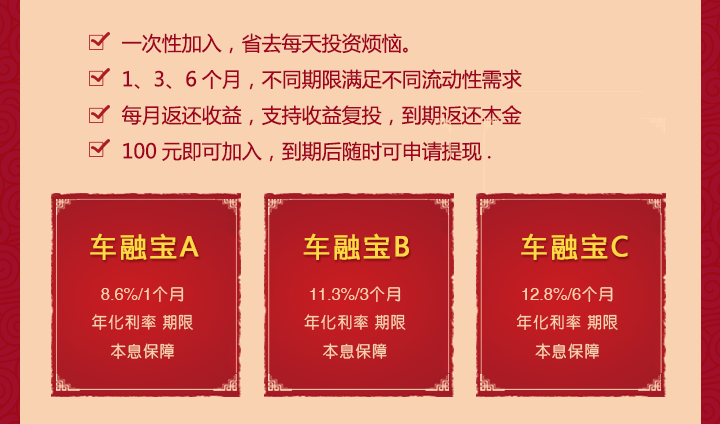 一次性加入，省去每天投资烦恼。
1、3、6 个月，不同期限满足不同流动性需求
每月返还收益，支持收益复投，到期返还本金
100 元即可加入，到期后随时可申请提现 .
车融宝A
8.6%/1个月
年化利率 期限
本息保障
车融宝B
11.3%/3个月
年化利率 期限
本息保障
车融宝C
12.8%/6个月
年化利率 期限
本息保障